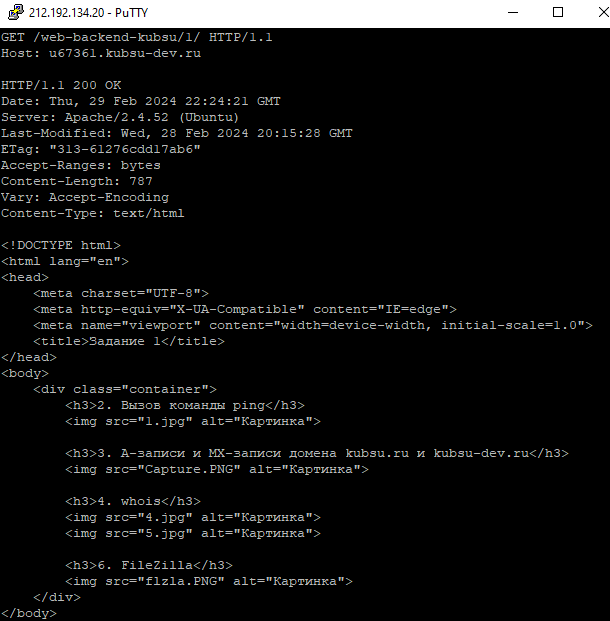 212.192.134.20 - PuTTY
GET /web-backend-kubsu/1/ HTTP/1.1
Host: u67361.kubsu-dev.ru

HTTP/1.1 200 OK
Date: Thu, 29 Feb 2024 22:24:21 GMT
Server: Apache/2.4.52 (Ubuntu)
Last-Modified: Wed, 28 Feb 2024 20:15:28 GMT
ETag: "313-61276cdd17ab6"
Accept-Ranges: bytes
Content-Length: 787
Vary: Accept-Encoding
Content-Type: text/html

<!DOCTYPE html>
<html lang="en">
<head>
    <meta charset="UTF-8">
    <meta http-equiv="X-UA-Compatible" content="IE=edge">
    <meta name="viewport" content="width=device-width, initial-scale=1.0">
    <title>Задание 1</title>
</head>
<body>
    <div class="container">
        <h3>2. Вызов команды ping</h3>
        <img src="1.jpg" alt="Картинка">

        <h3>3. А-записи и MX-записи домена kubsu.ru и kubsu-dev.ru</h3>
        <img src="Capture.PNG" alt="Картинка">

        <h3>4. whois</h3>
        <img src="4.jpg" alt="Картинка">
        <img src="5.jpg" alt="Картинка">

        <h3>6. FileZilla</h3>
        <img src="flzla.PNG" alt="Картинка">
    </div>
</body>